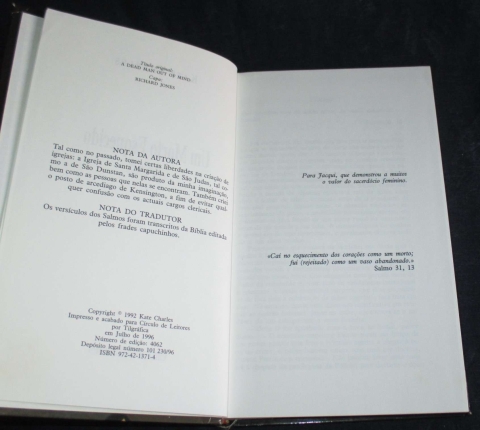 Título original:
A DEAD MAN OUT OF MIND
Capa:
RICHARD JONES
NOTA DA AUTORA
Tal como no passado, tomei certas liberdades na criação de
igrejas: a Igreja de Santa Margarida e de São Judas, tal co-
mo a de São Dunstan, são produto da minha imaginação,
bem como as pessoas que nelas se encontram. Também criei
o posto de arcediago de Kensington, a fim de evitar qual-
quer confusão com os actuais cargos clericais.
NOTA DO TRADUTOR
Os versículos dos Salmos foram transcritos da Bíblia editada
pelos frades capuchinhos.
Copyright © 1992 Kate Charles
Impresso e acabado para Círculo de Leitores
por Tilgráfica
em Julho de 1996
Número de edição: 4062
Depósito legal número 101 230/96
ISBN 972-42-1371-4
Para Jacqui, que demonstrou a muitos
o valor do sacerdócio feminino.
«Caí no esquecimento dos corações como um morto;
fui (rejeitado) como um vaso abandonado.»
Salmo 31, 13